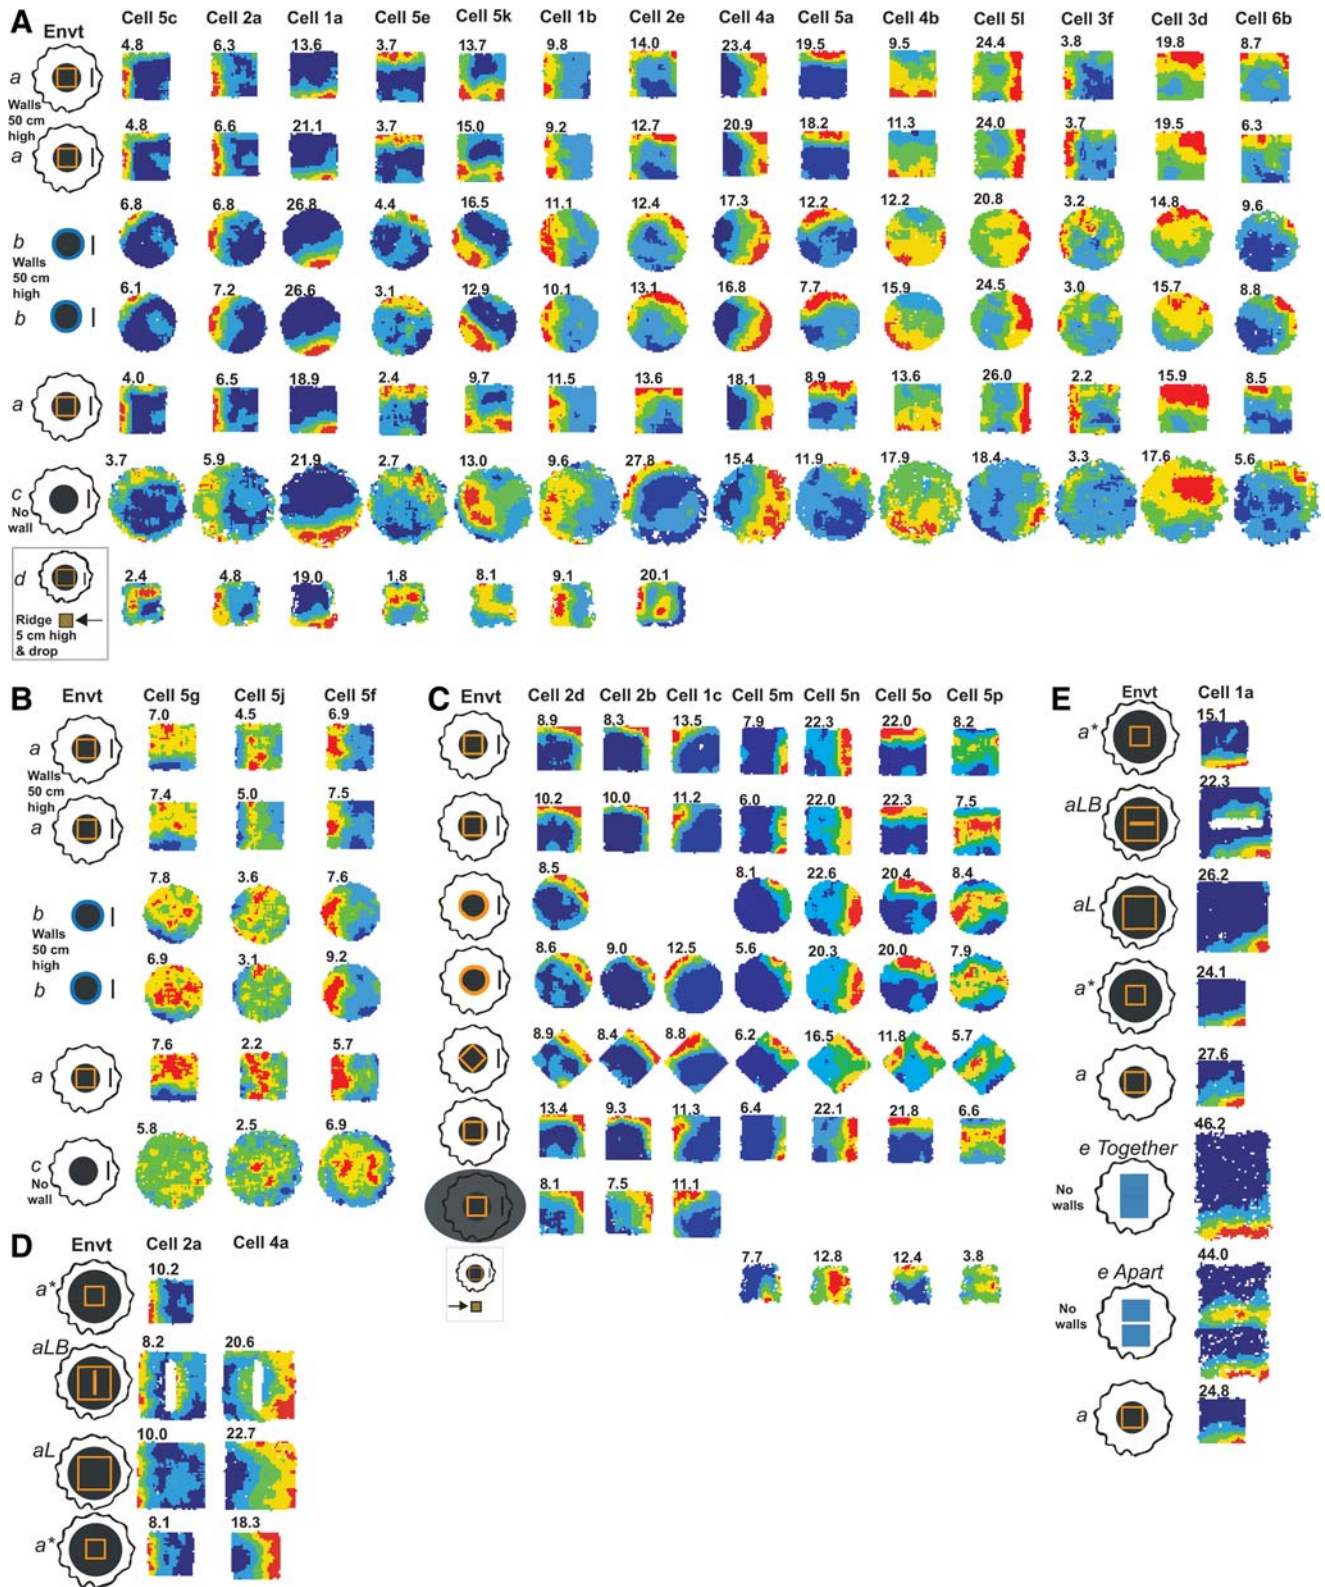 A
Envt Cell 5c Cell 2a Cell 1a Cell 5e Cell 5k Cell 1b Cell 2e Cell 4a Cell 5a Cell 4b Cell 5l Cell 3f Cell 3d Cell 6b
4.8 6.3 13.6 3.7 13.7 9.8 14.0 23.4 19.5 9.5 24.4 3.8 19.8 8.7
a
Walls
50 cm
high
4.8 6.6 21.1 3.7 15.0 9.2 12.7 20.9 18.2 11.3 24.0 3.7 19.5 6.3
a
6.8 6.8 26.8 4.4 16.5 11.1 12.4 17.3 12.2 12.2 20.8 3.2 14.8 9.6
b
Walls
50 cm
high
6.1 7.2 26.6 3.1 12.9 10.1 13.1 16.8 7.7 15.9 24.5 3.0 15.7 8.8
b
4.0 6.5 18.9 2.4 9.7 11.5 13.6 18.1 8.9 13.6 26.0 2.2 15.9 8.5
a
3.7 5.9 21.9 2.7 13.0 9.6 27.8 15.4 11.9 17.9 18.4 3.3 17.6 5.6
c
No
wall
d
2.4 4.8 19.0 1.8 8.1 9.1 20.1
Ridge
5 cm high
& drop
B
Envt Cell 5g Cell 5j Cell 5f
7.0 4.5 6.9
a
Walls
50 cm
high
7.4 5.0 7.5
a
7.8 3.6 7.6
b
Walls
50 cm
high
6.9 3.1 9.2
b
7.6 2.2 5.7
a
5.8 2.5 6.9
c
No
wall
C
Envt Cell 2d Cell 2b Cell 1c Cell 5m Cell 5n Cell 5o Cell 5p
8.9 8.3 13.5 7.9 22.3 22.0 8.2
10.2 10.0 11.2 6.0 22.0 22.3 7.5
8.5 8.1 22.6 20.4 8.4
8.6 9.0 12.5 5.6 20.3 20.0 7.9
8.9 8.4 8.8 6.2 16.5 11.8 5.7
13.4 9.3 11.3 6.4 22.1 21.8 6.6
8.1 7.5 11.1
7.7 12.8 12.4 3.8
D
Envt Cell 2a Cell 4a
10.2
a*
8.2 20.6
aLB
10.0 22.7
aL
8.1 18.3
a*
E
Envt Cell 1a
15.1
a*
22.3
aLB
26.2
aL
24.1
a*
27.6
a
46.2
e Together
No
walls
44.0
e Apart
No
walls
24.8
a